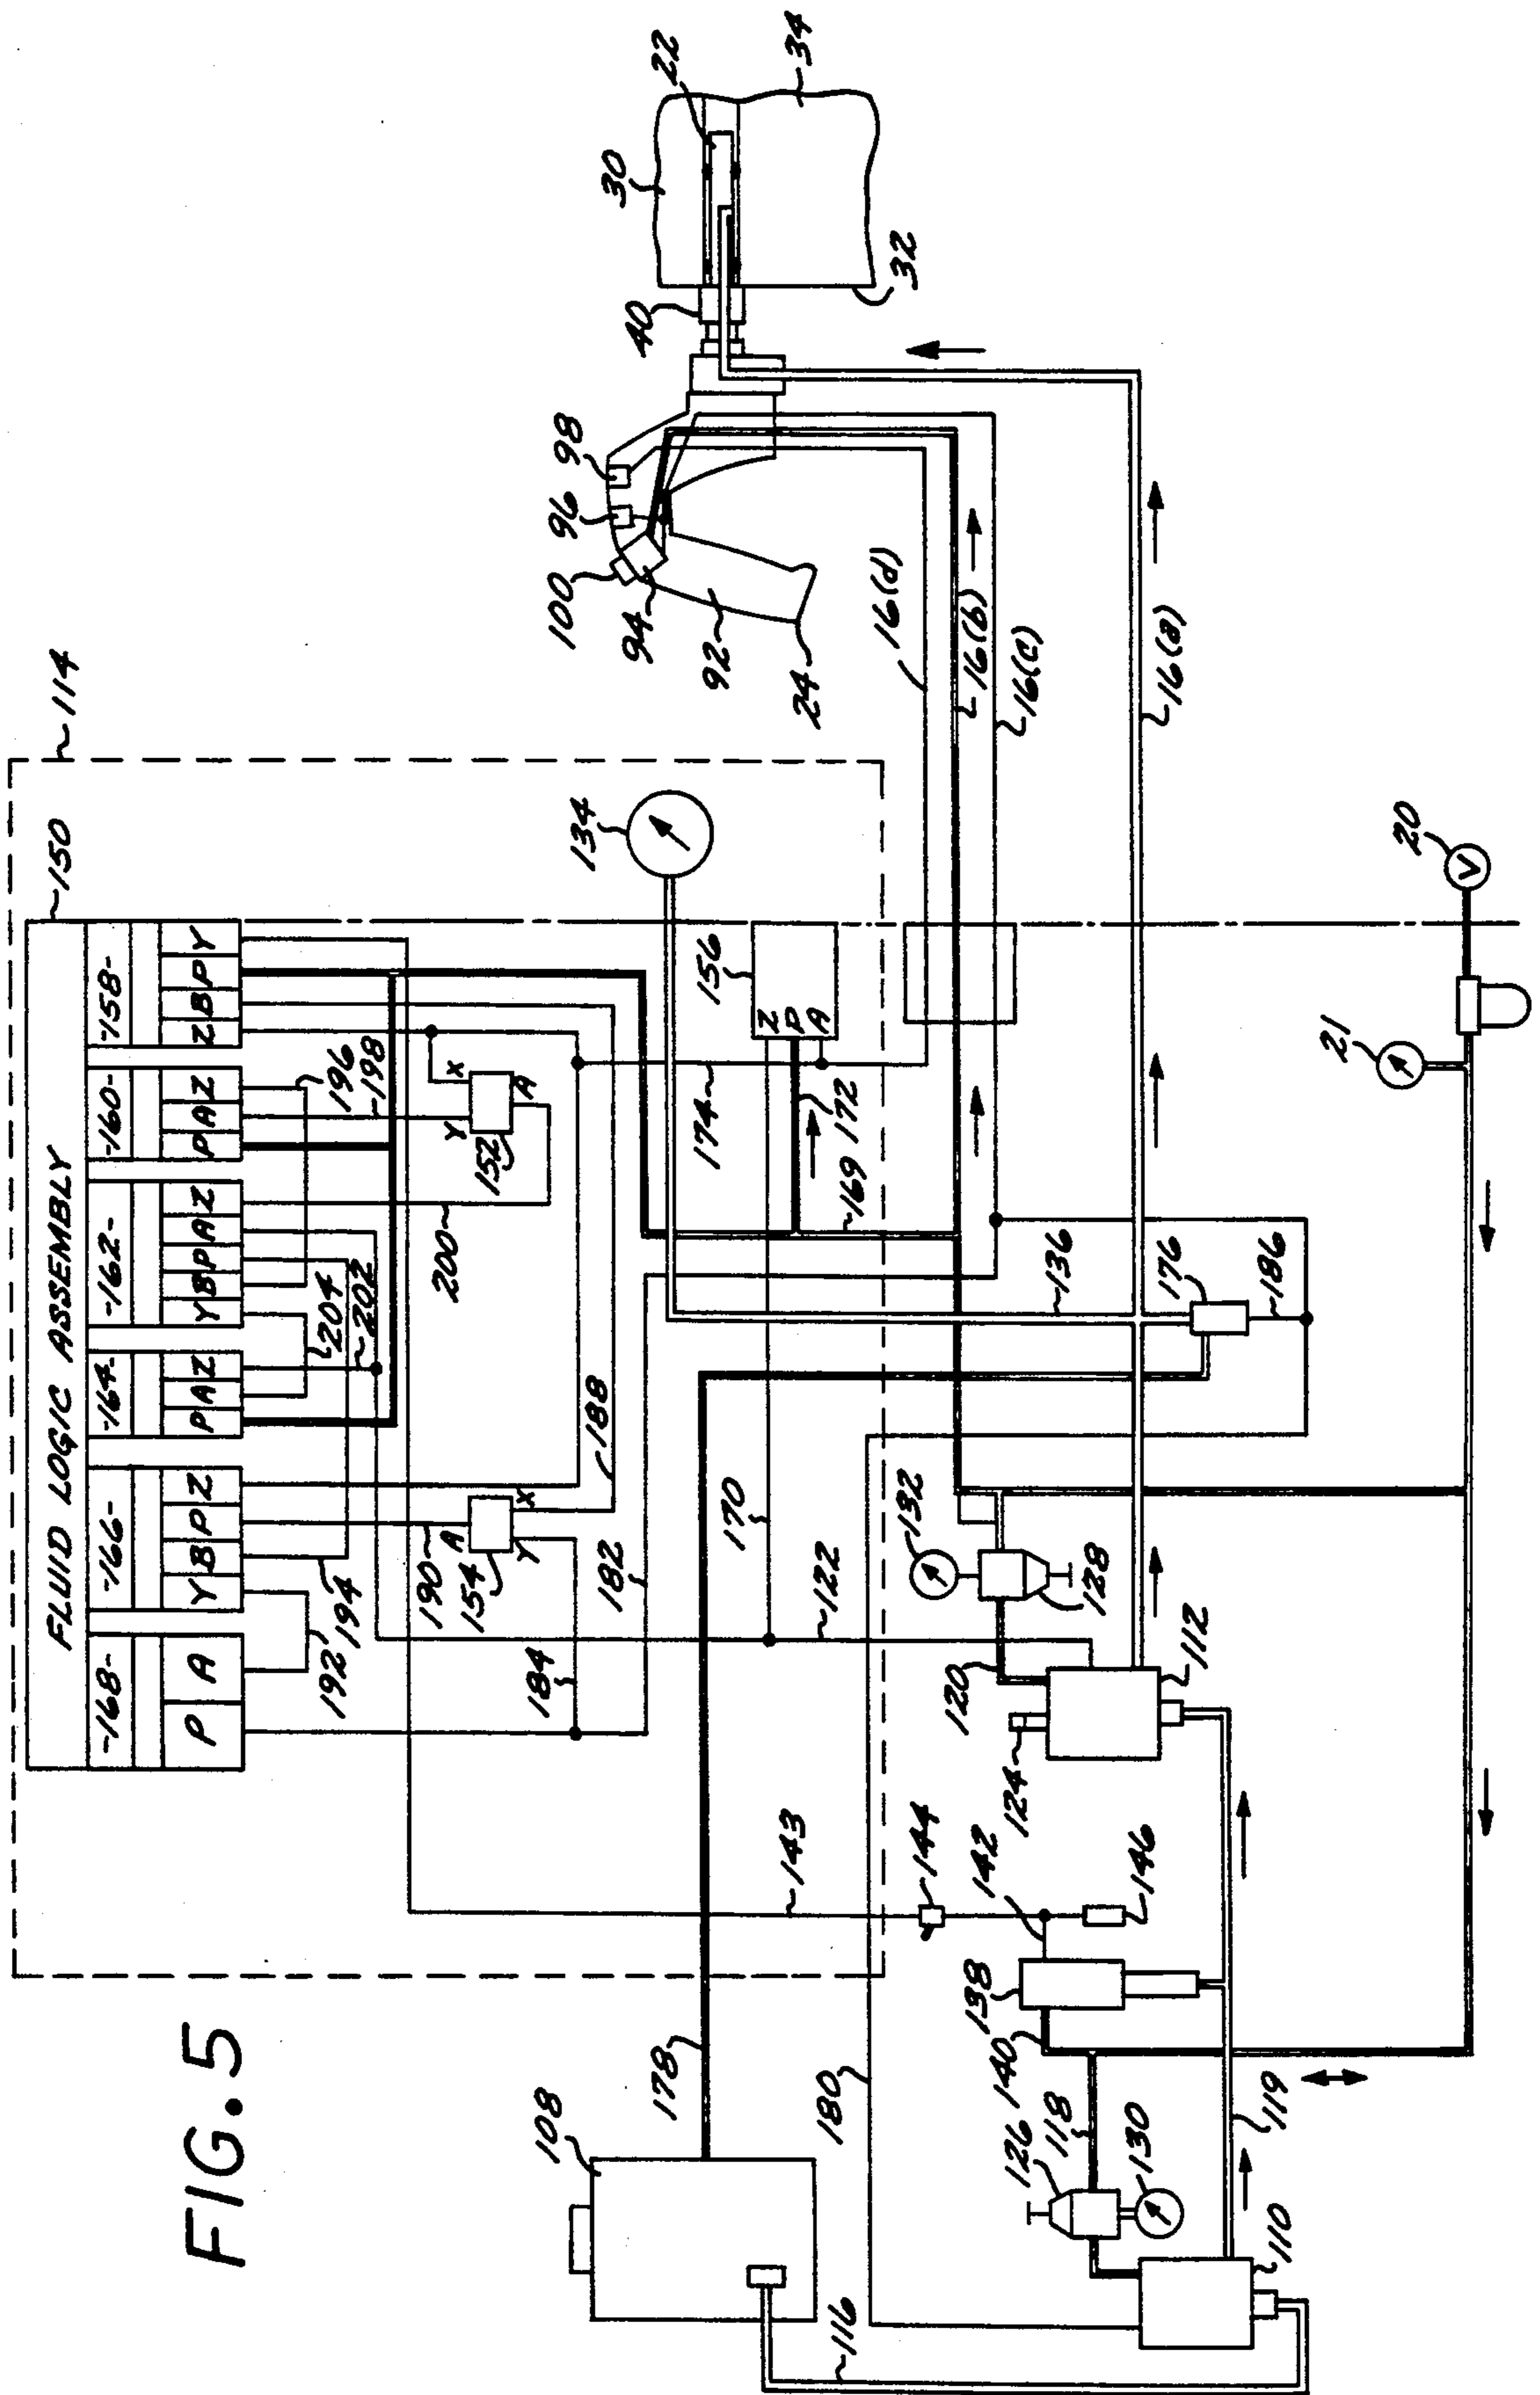 FIG. 5
FLUID LOGIC ASSEMBLY
150
114
-168-
-166-
-164-
-162-
-160-
-158-
P A
Y B P Z
P A Z
Y B P A Z
P A Z
Z B P Y
192
194
204
202
196
198
200
190
A
154
Y
X
188
Y
X
152
A
184
182
143
170
122
174
Z
P
A
156
172
169
134
178
108
180
116
110
126
118
130
140
138
142
144
146
119
124
120
112
132
128
136
176
186
21
20
V
16(d)
16(b)
16(c)
16(a)
24
92
94
100
96
98
40
30
32
22
34